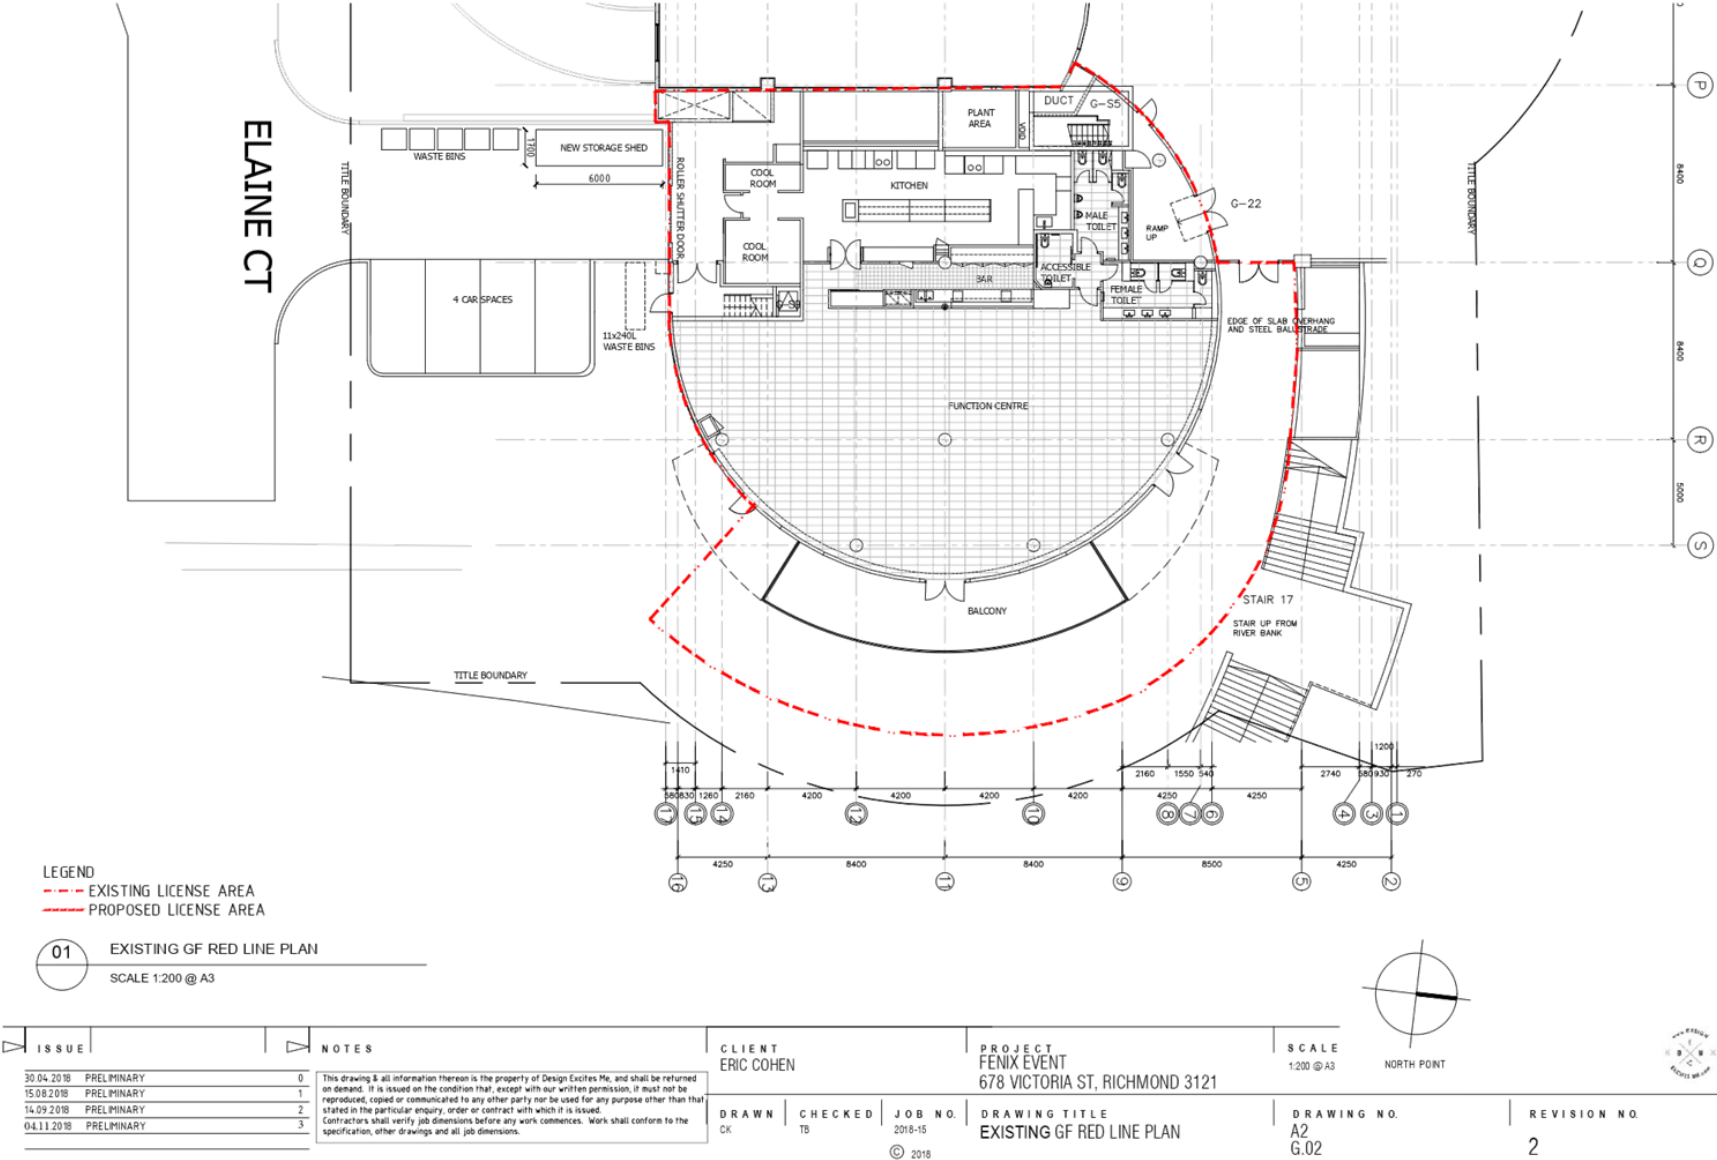 P
DUCT
G-S5
PLANT
AREA
VOID
ELAINE CT
TITLE BOUNDARY
WASTE BINS
1700
NEW STORAGE SHED
6000
ROLLER SHUTTER DOOR
COOL
ROOM
KITCHEN
MALE
TOILET
RAMP
UP
G-22
TITLE BOUNDARY
8400
COOL
ROOM
ACCESSIBLE
TOILET
BAR
FEMALE
TOILET
Q
4 CAR SPACES
11x240L
WASTE BINS
EDGE OF SLAB OVERHANG
AND STEEL BALUSTRADE
8400
FUNCTION CENTRE
R
5000
S
BALCONY
STAIR 17
STAIR UP FROM
RIVER BANK
TITLE BOUNDARY
1410
580 830 1260 2160 4200 4200 4200 4200
2160 1550 540
4250 4250
2740 580 930 1200 270
17 15 14 12 10 8 7 6 4 3 1
4250 8400 8400 8500 4250
16 13 11 9 5 2
LEGEND
EXISTING LICENSE AREA
PROPOSED LICENSE AREA
01
EXISTING GF RED LINE PLAN
SCALE 1:200 @ A3
NORTH POINT
ISSUE
30.04.2018 PRELIMINARY 0
15.08.2018 PRELIMINARY 1
14.09.2018 PRELIMINARY 2
04.11.2018 PRELIMINARY 3
NOTES
This drawing & all information thereon is the property of Design Excites Me, and shall be returned
on demand. It is issued on the condition that, except with our written permission, it must not be
reproduced, copied or communicated to any other party nor be used for any purpose other than that
stated in the particular enquiry, order or contract with which it is issued.
Contractors shall verify job dimensions before any work commences. Work shall conform to the
specification, other drawings and all job dimensions.
CLIENT
ERIC COHEN
PROJECT
FENIX EVENT
678 VICTORIA ST, RICHMOND 3121
SCALE
1:200 @ A3
DRAWN
CK
CHECKED
TB
JOB NO.
2018-15
© 2018
DRAWING TITLE
EXISTING GF RED LINE PLAN
DRAWING NO.
A2
G.02
REVISION NO.
2